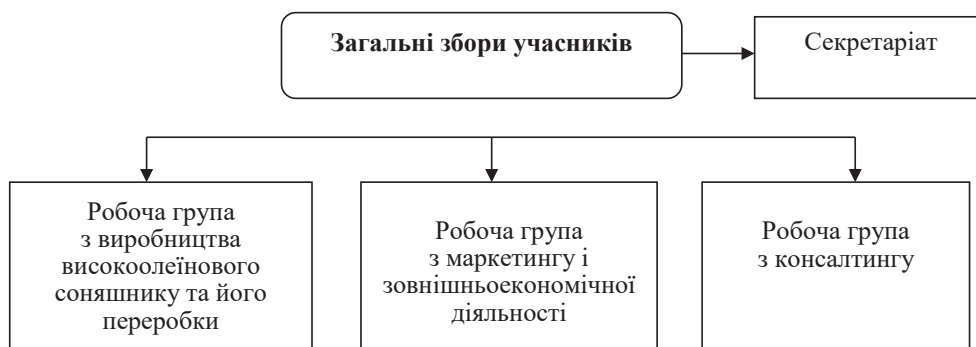 Загальні збори учасників
Секретаріат
Робоча група
з виробництва
високоолеїнового
соняшнику та його
переробки
Робоча група
з маркетингу і
зовнішньоекономічної
діяльності
Робоча група
з консалтингу